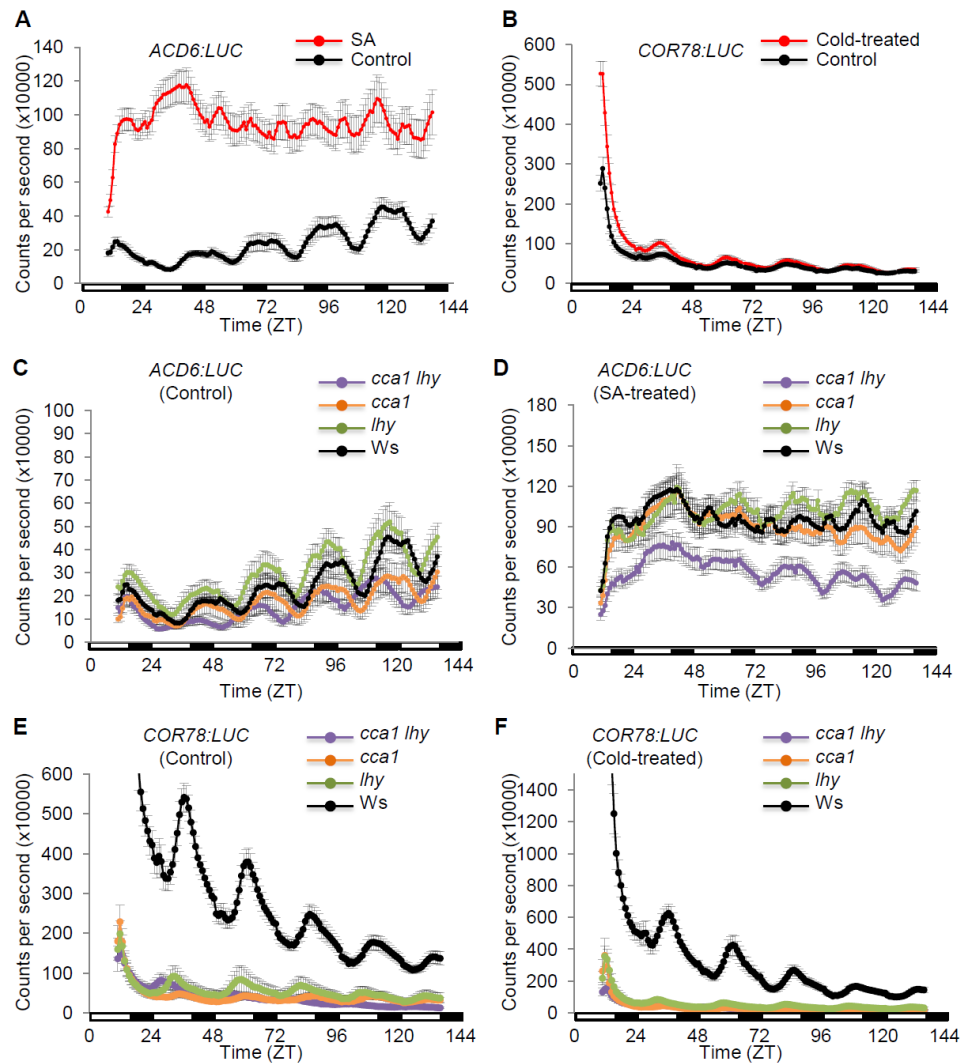 A
ACD6:LUC
SA
Control
Counts per second (x10000)
140
120
100
80
60
40
20
0
0 24 48 72 96 120 144
Time (ZT)
B
COR78:LUC
Cold-treated
Control
Counts per second (x10000)
600
500
400
300
200
100
0
0 24 48 72 96 120 144
Time (ZT)
C
ACD6:LUC
(Control)
cca1 lhy
cca1
lhy
Ws
Counts per second (x10000)
100
90
80
70
60
50
40
30
20
10
0
0 24 48 72 96 120 144
Time (ZT)
D
ACD6:LUC
(SA-treated)
cca1 lhy
cca1
lhy
Ws
Counts per second (x10000)
180
150
120
90
60
30
0
0 24 48 72 96 120 144
Time (ZT)
E
COR78:LUC
(Control)
cca1 lhy
cca1
lhy
Ws
Counts per second (x10000)
600
500
400
300
200
100
0
0 24 48 72 96 120 144
Time (ZT)
F
COR78:LUC
(Cold-treated)
cca1 lhy
cca1
lhy
Ws
Counts per second (x10000)
1400
1200
1000
800
600
400
200
0
0 24 48 72 96 120 144
Time (ZT)